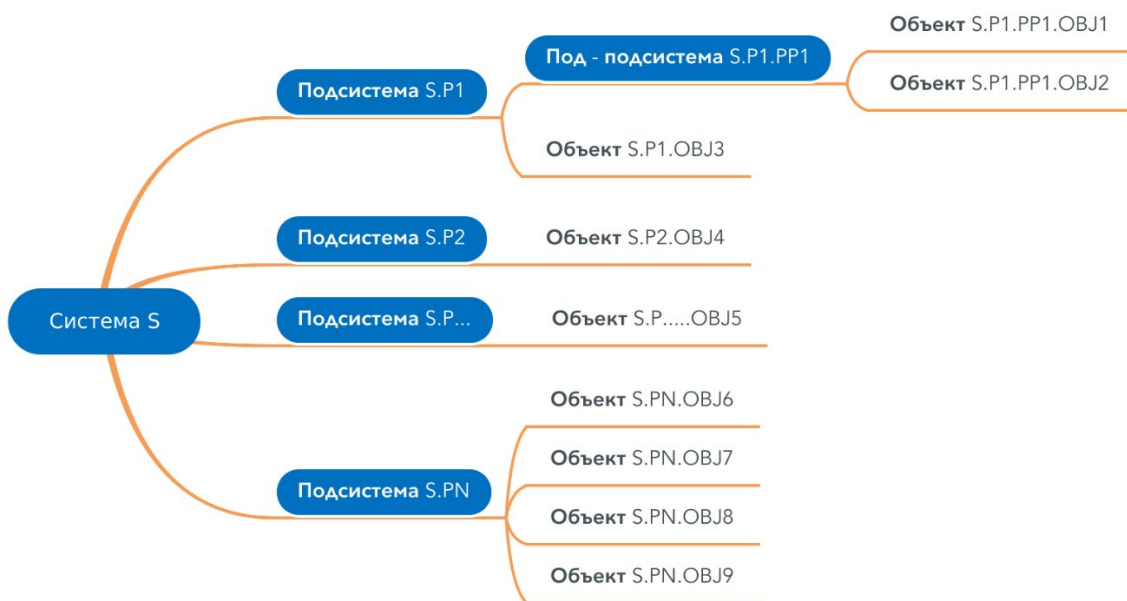 Система S
Подсистема S.P1
Под - подсистема S.P1.PP1
Объект S.P1.PP1.OBJ1
Объект S.P1.PP1.OBJ2
Объект S.P1.OBJ3
Подсистема S.P2
Объект S.P2.OBJ4
Подсистема S.P...
Объект S.P.....OBJ5
Подсистема S.PN
Объект S.PN.OBJ6
Объект S.PN.OBJ7
Объект S.PN.OBJ8
Объект S.PN.OBJ9